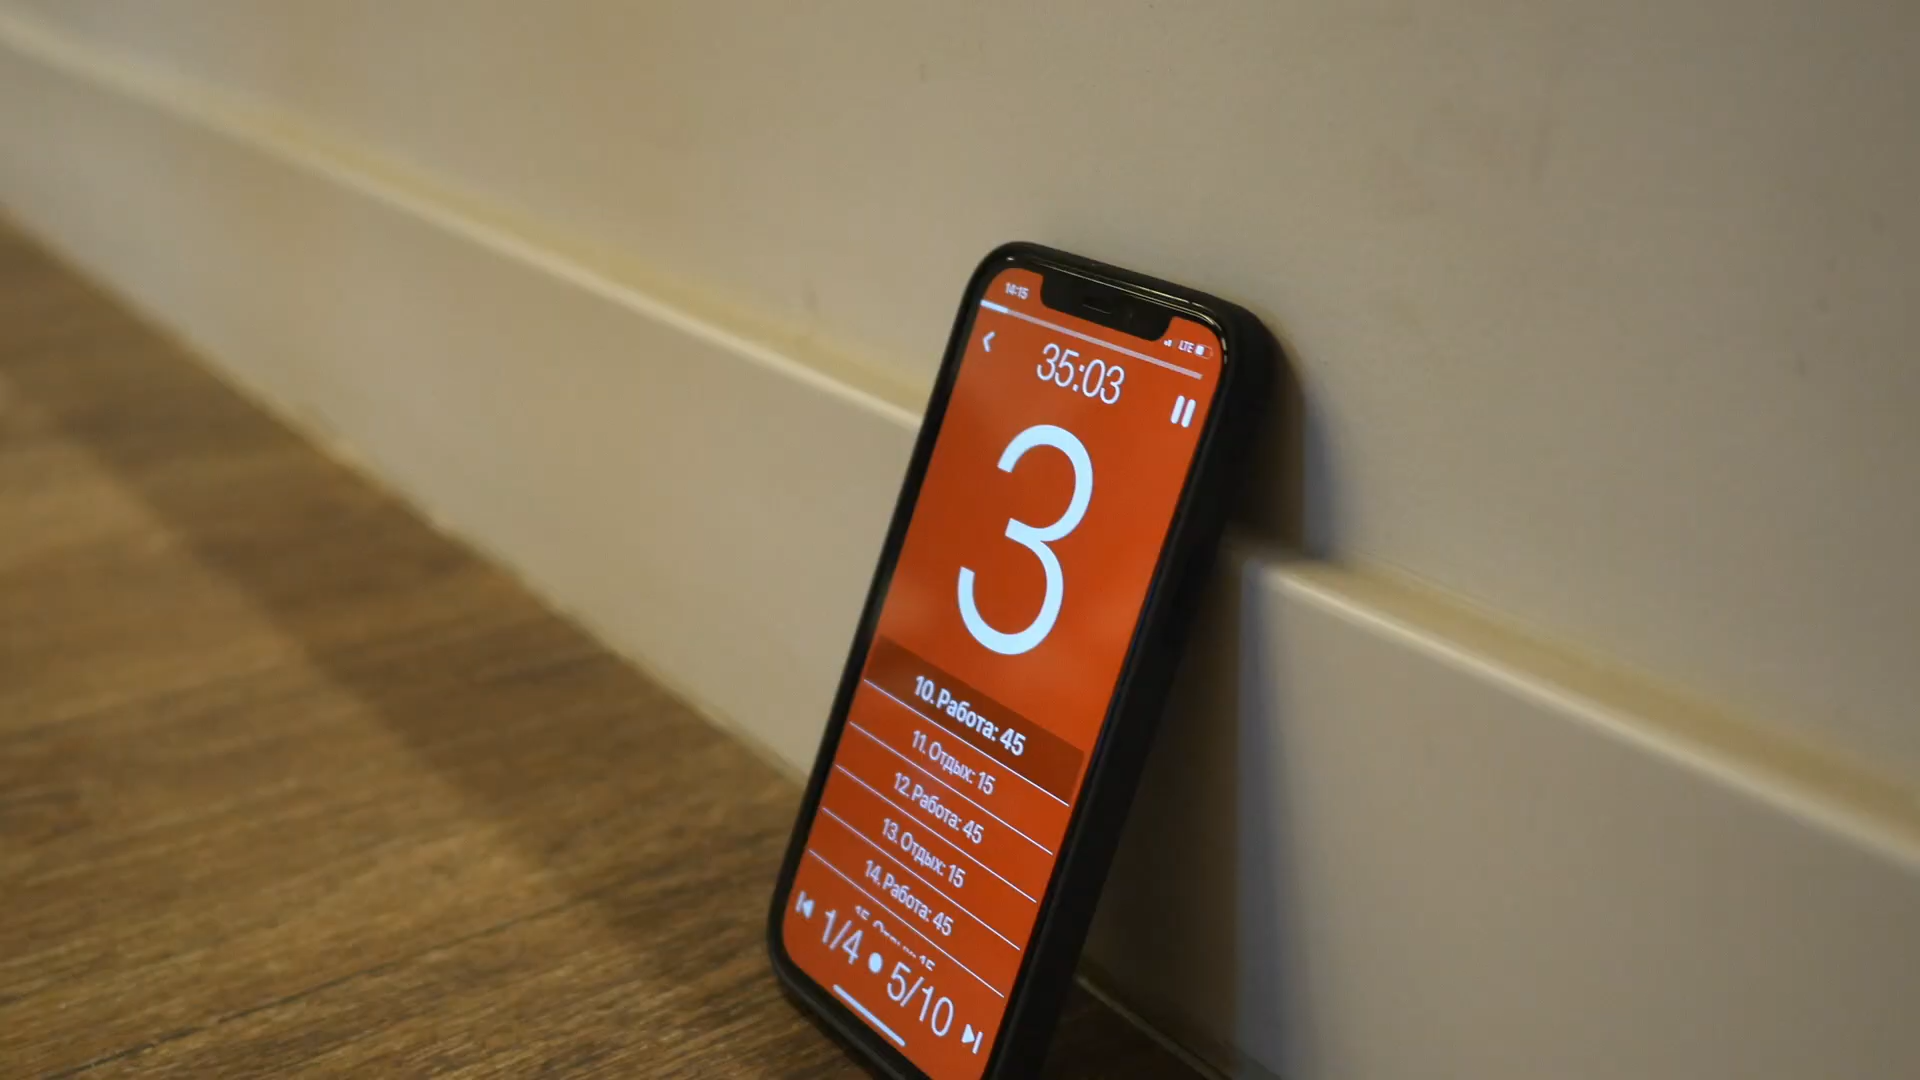 14:15
LTE
35:03
3
10. Работа: 45
11. Отдых: 15
12. Работа: 45
13. Отдых: 15
14. Работа: 45
1/4 • 5/10